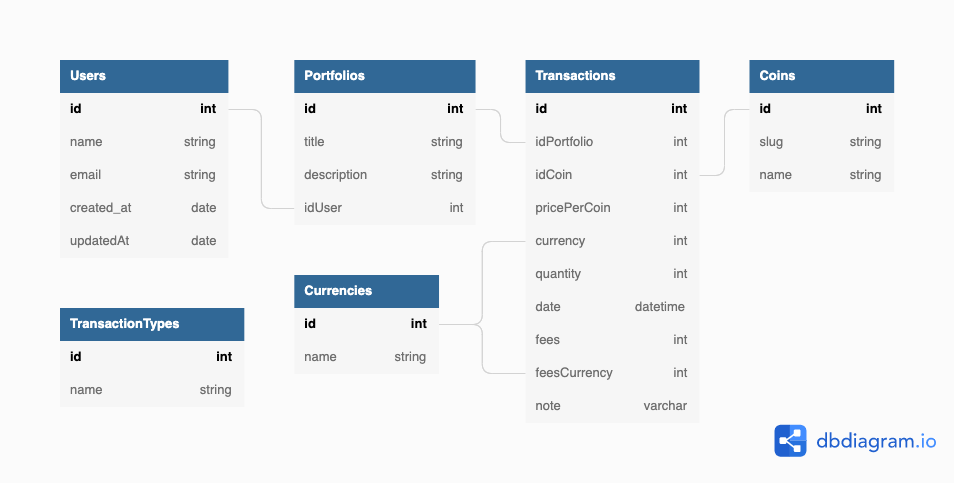 Users
id int
name string
email string
created_at date
updatedAt date
Portfolios
id int
title string
description string
idUser int
Transactions
id int
idPortfolio int
idCoin int
pricePerCoin int
currency int
quantity int
date datetime
fees int
feesCurrency int
note varchar
Coins
id int
slug string
name string
TransactionTypes
id int
name string
Currencies
id int
name string
dbdiagram.io